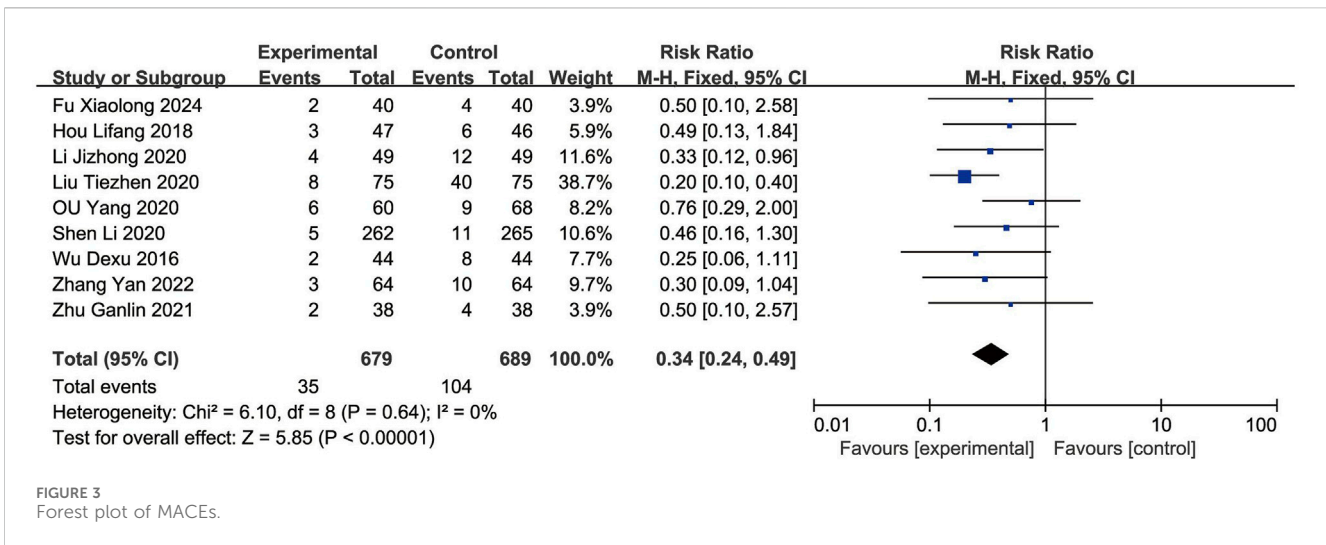 Experimental Control Risk Ratio Risk Ratio
Study or Subgroup Events Total Events Total Weight M-H, Fixed, 95% CI M-H, Fixed, 95% CI
Fu Xiaolong 2024 2 40 4 40 3.9% 0.50 [0.10, 2.58]
Hou Lifang 2018 3 47 6 46 5.9% 0.49 [0.13, 1.84]
Li Jizhong 2020 4 49 12 49 11.6% 0.33 [0.12, 0.96]
Liu Tiezhen 2020 8 75 40 75 38.7% 0.20 [0.10, 0.40]
OU Yang 2020 6 60 9 68 8.2% 0.76 [0.29, 2.00]
Shen Li 2020 5 262 11 265 10.6% 0.46 [0.16, 1.30]
Wu Dexu 2016 2 44 8 44 7.7% 0.25 [0.06, 1.11]
Zhang Yan 2022 3 64 10 64 9.7% 0.30 [0.09, 1.04]
Zhu Ganlin 2021 2 38 4 38 3.9% 0.50 [0.10, 2.57]
Total (95% CI) 679 689 100.0% 0.34 [0.24, 0.49]
Total events 35 104
Heterogeneity: Chi² = 6.10, df = 8 (P = 0.64); I² = 0%
Test for overall effect: Z = 5.85 (P < 0.00001)
0.01 0.1 1 10 100
Favours [experimental] Favours [control]
FIGURE 3
Forest plot of MACEs.